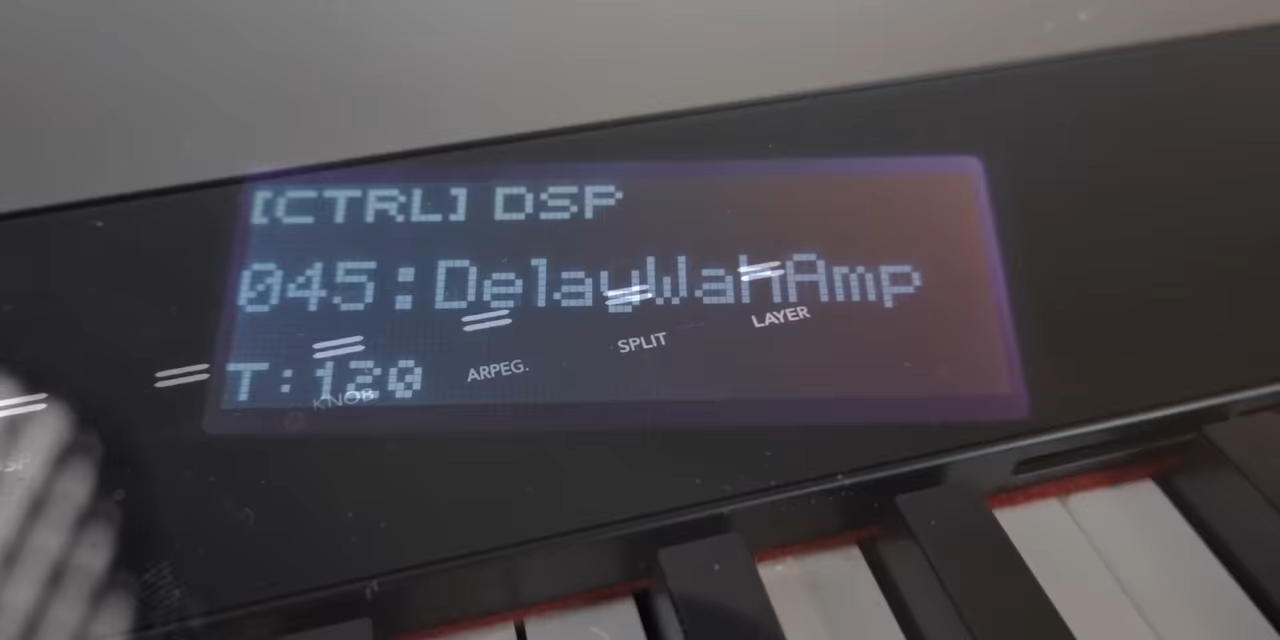 [CTRL] DSP
045:DelayWahAmp
T:120
KNOB
ARPEG.
SPLIT
LAYER